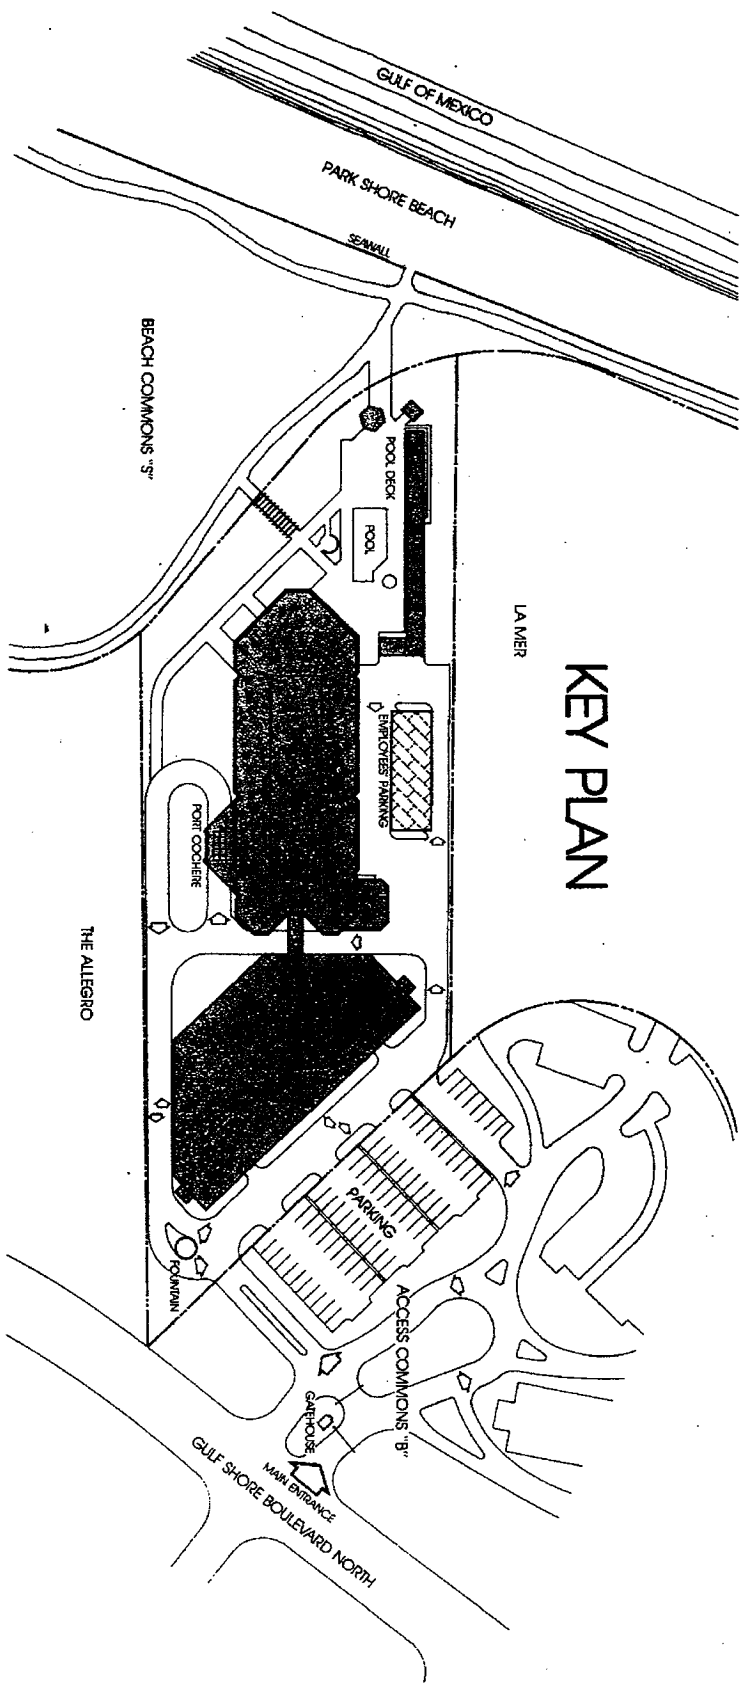 GULF OF MEXICO
PARK SHORE BEACH
SEAWALL
BEACH COMMONS "S"
POOL DECK
POOL
LA MER
KEY PLAN
EMPLOYEES' PARKING
PORT COCHERE
THE ALLEGRO
PARKING
FOUNTAIN
ACCESS COMMONS "B"
GATEHOUSE
MAIN ENTRANCE
GULF SHORE BOULEVARD NORTH